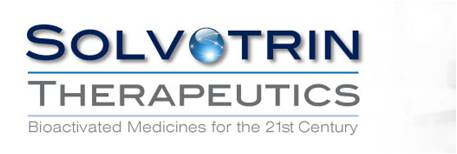 SOLVOTRIN
THERAPEUTICS
Bioactivated Medicines for the 21st Century